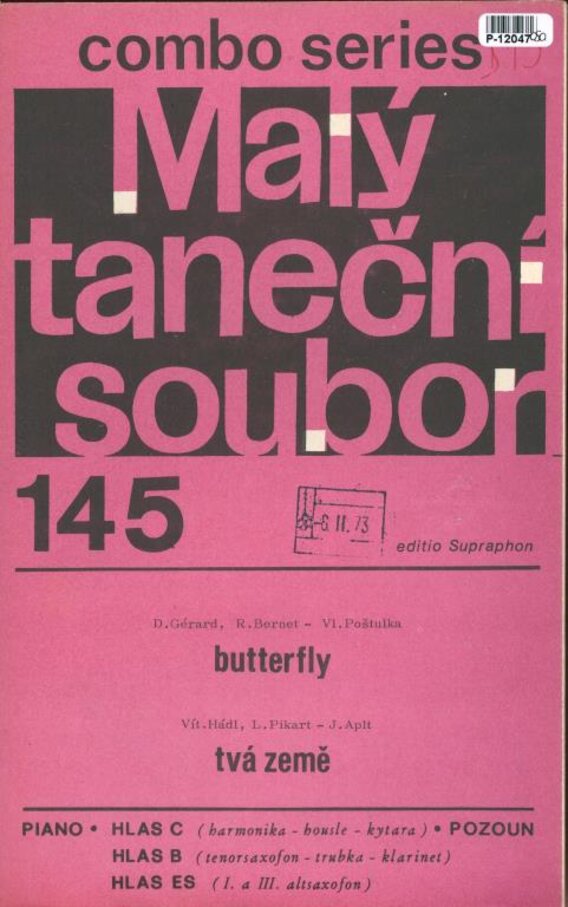 P-12047
combo series
Malý
taneční
soubor
145
-6.II.73
editio Supraphon
D.Gérard, R.Bernet - Vl.Poštulka
butterfly
Vít.Hádl, L.Pikart - J.Aplt
tvá země
PIANO • HLAS C (harmonika - housle - kytara) • POZOUN
HLAS B (tenorsaxofon - trubka - klarinet)
HLAS ES (I. a III. altsaxofon)